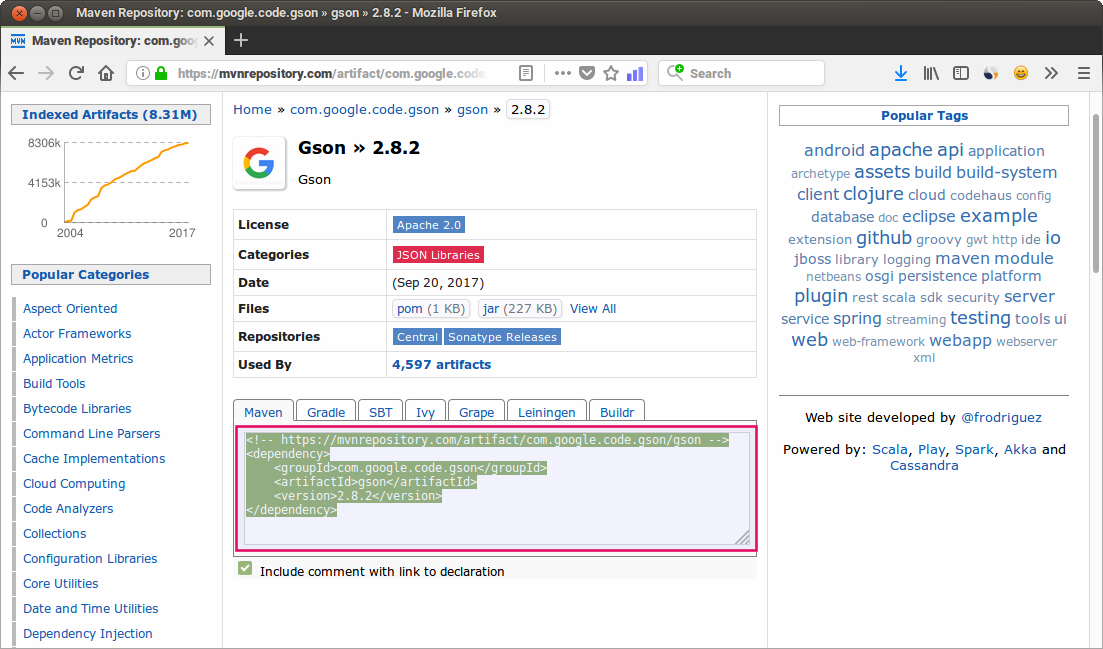 Maven Repository: com.google.code.gson » gson » 2.8.2 - Mozilla Firefox
MVN Maven Repository: com.goo
https://mvnrepository.com/artifact/com.google.code.
Search
Indexed Artifacts (8.31M)
8306k
4153k
0
2004 2017
Popular Categories
Aspect Oriented
Actor Frameworks
Application Metrics
Build Tools
Bytecode Libraries
Command Line Parsers
Cache Implementations
Cloud Computing
Code Analyzers
Collections
Configuration Libraries
Core Utilities
Date and Time Utilities
Dependency Injection
Home » com.google.code.gson » gson » 2.8.2
Gson » 2.8.2
Gson
License Apache 2.0
Categories JSON Libraries
Date (Sep 20, 2017)
Files pom (1 KB) jar (227 KB) View All
Repositories Central Sonatype Releases
Used By 4,597 artifacts
Maven Gradle SBT Ivy Grape Leiningen Buildr
<!-- https://mvnrepository.com/artifact/com.google.code.gson/gson -->
<dependency>
    <groupId>com.google.code.gson</groupId>
    <artifactId>gson</artifactId>
    <version>2.8.2</version>
</dependency>
Include comment with link to declaration
Popular Tags
android apache api application
archetype assets build build-system
client clojure cloud codehaus config
database doc eclipse example
extension github groovy gwt http ide io
jboss library logging maven module
netbeans osgi persistence platform
plugin rest scala sdk security server
service spring streaming testing tools ui
web web-framework webapp webserver
xml
Web site developed by @frodriguez
Powered by: Scala, Play, Spark, Akka and
Cassandra